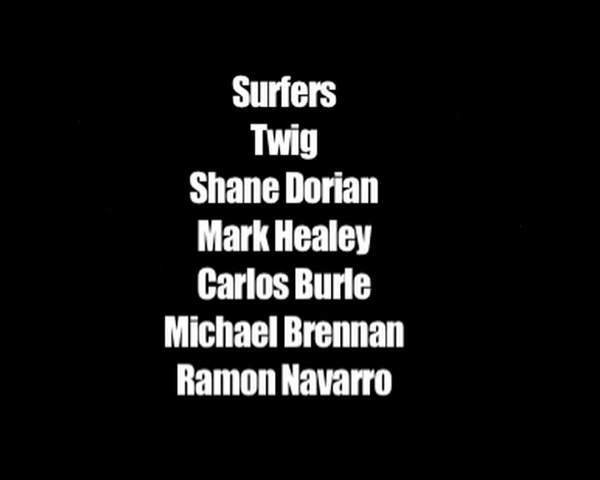 Surfers
Twig
Shane Dorian
Mark Healey
Carlos Burle
Michael Brennan
Ramon Navarro